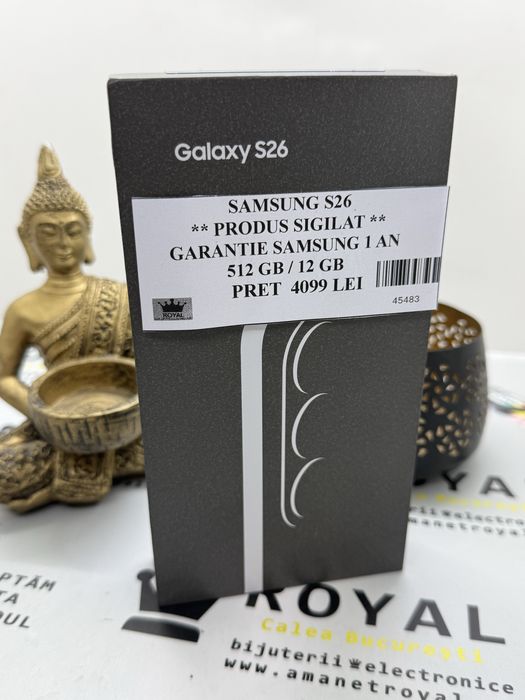 Galaxy S26
SAMSUNG S26
** PRODUS SIGILAT **
GARANTIE SAMSUNG 1 AN
512 GB / 12 GB
PRET 4099 LEI
ROYAL
45483
ROYAL
Calea București
bijuterii electronice
www.amanetroyal